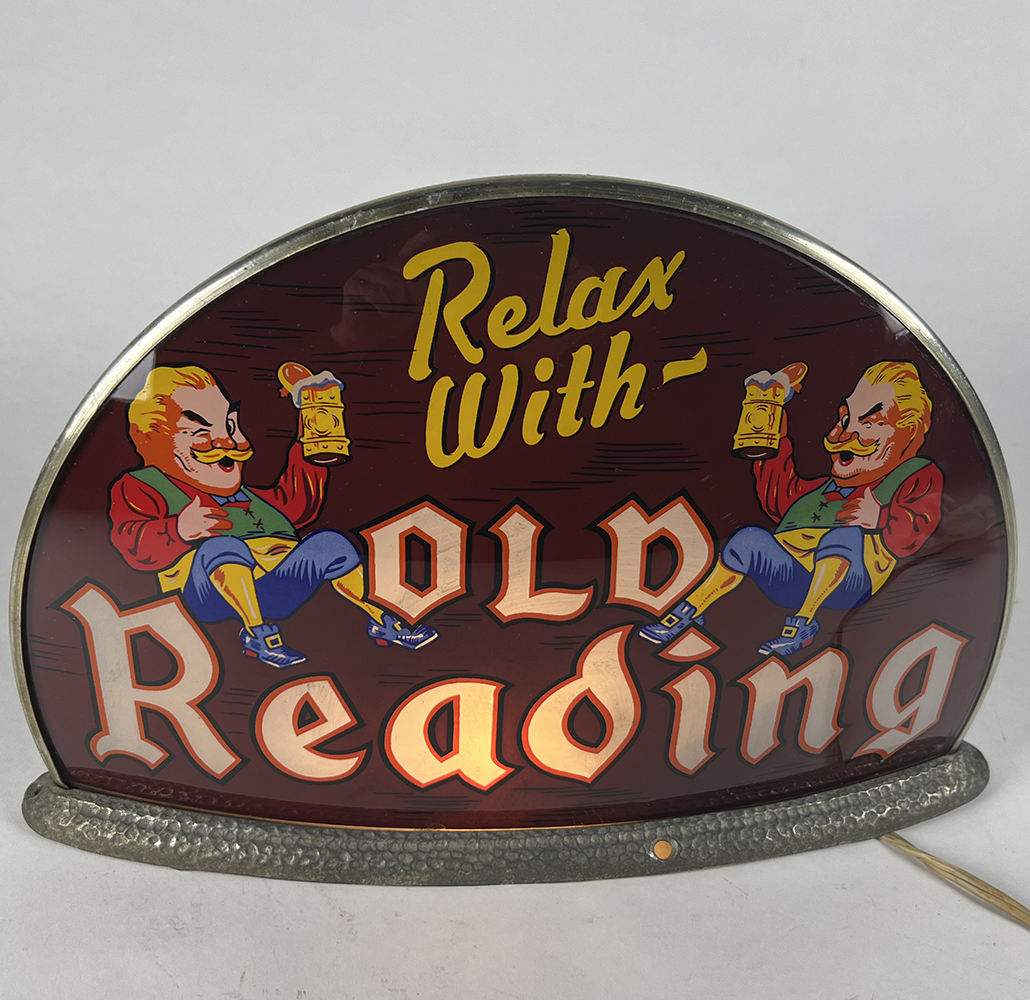 Relax
With-
OLD
Reading